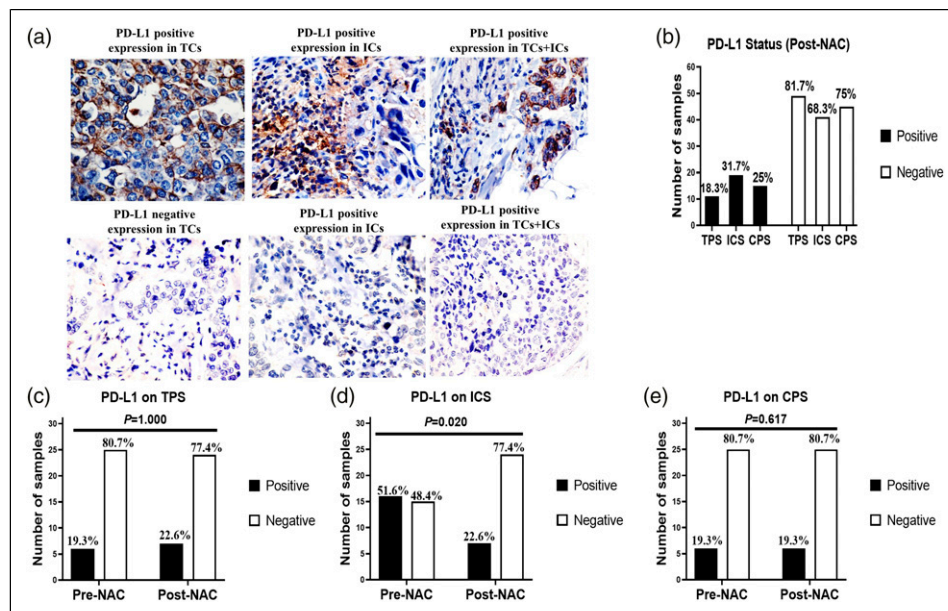 (a)
PD-L1 positive
expression in TCs
PD-L1 positive
expression in ICs
PD-L1 positive
expression in TCs+ICs
PD-L1 negative
expression in TCs
PD-L1 positive
expression in ICs
PD-L1 positive
expression in TCs+ICs
(b)
PD-L1 Status (Post-NAC)
Number of samples
60
50
40
30
20
10
0
18.3%
31.7%
25%
81.7%
68.3%
75%
TPS ICS CPS
TPS ICS CPS
Positive
Negative
(c)
PD-L1 on TPS
P=1.000
Number of samples
30
25
20
15
10
5
0
19.3%
80.7%
22.6%
77.4%
Pre-NAC Post-NAC
Positive
Negative
(d)
PD-L1 on ICS
P=0.020
Number of samples
30
25
20
15
10
5
0
51.6%
48.4%
22.6%
77.4%
Pre-NAC Post-NAC
Positive
Negative
(e)
PD-L1 on CPS
P=0.617
Number of samples
30
25
20
15
10
5
0
19.3%
80.7%
19.3%
80.7%
Pre-NAC Post-NAC
Positive
Negative